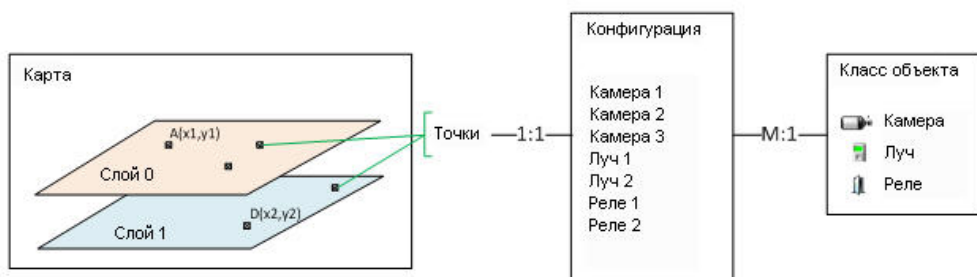 Карта
A(x1,y1)
Слой 0
D(x2,y2)
Слой 1
Точки
1:1
Конфигурация
Камера 1
Камера 2
Камера 3
Луч 1
Луч 2
Реле 1
Реле 2
М:1
Класс объекта
Камера
Луч
Реле